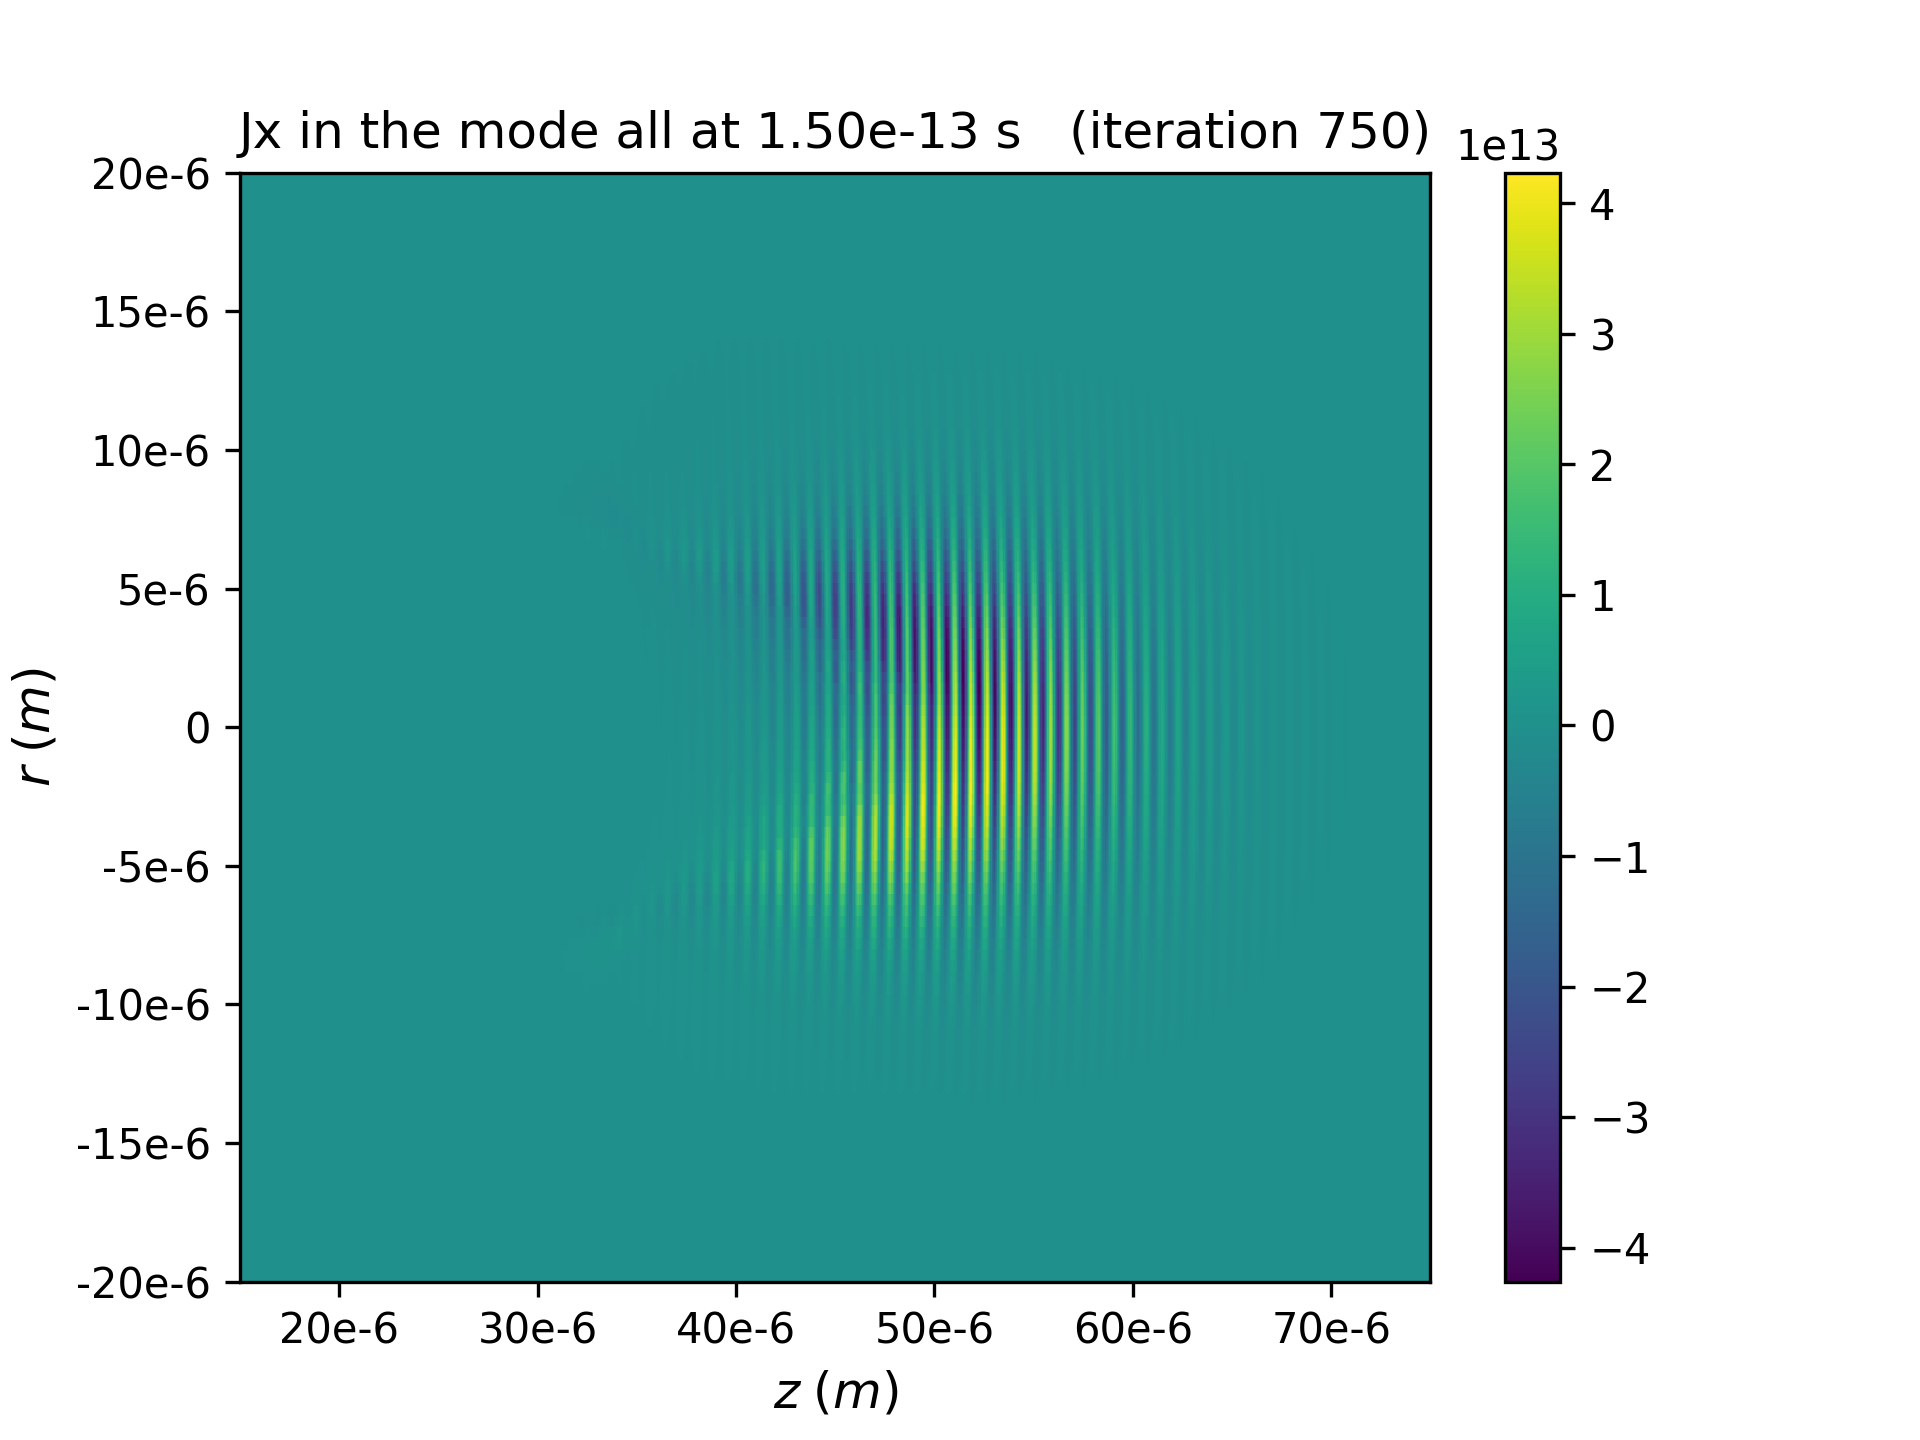 Jx in the mode all at 1.50e-13 s (iteration 750)
1e13
20e-6
15e-6
10e-6
5e-6
0
-5e-6
-10e-6
-15e-6
-20e-6
r (m)
20e-6 30e-6 40e-6 50e-6 60e-6 70e-6
z (m)
4
3
2
1
0
−1
−2
−3
−4